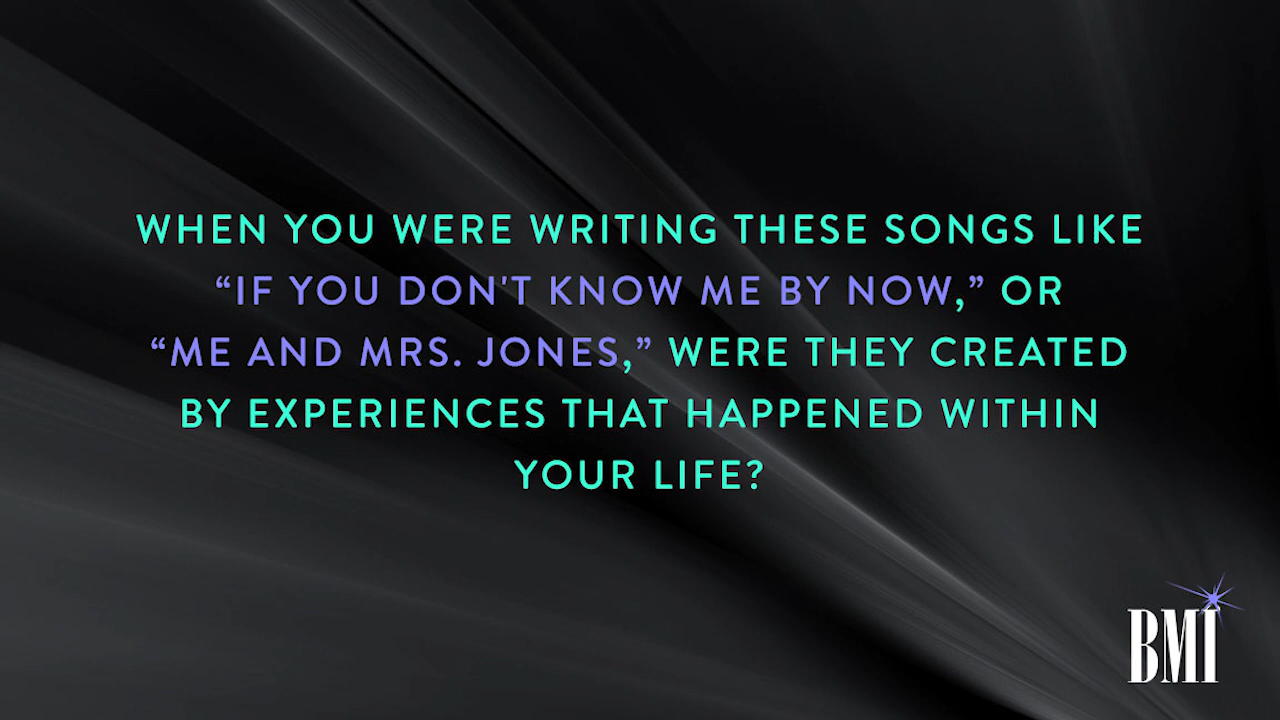 WHEN YOU WERE WRITING THESE SONGS LIKE
“IF YOU DON'T KNOW ME BY NOW,” OR
“ME AND MRS. JONES,” WERE THEY CREATED
BY EXPERIENCES THAT HAPPENED WITHIN
YOUR LIFE?
BMI